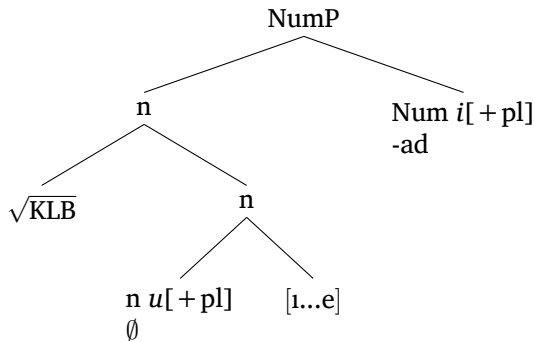 NumP
n
Num i[+pl]
-ad
√KLB
n
n u[+pl]
∅
[ı...e]